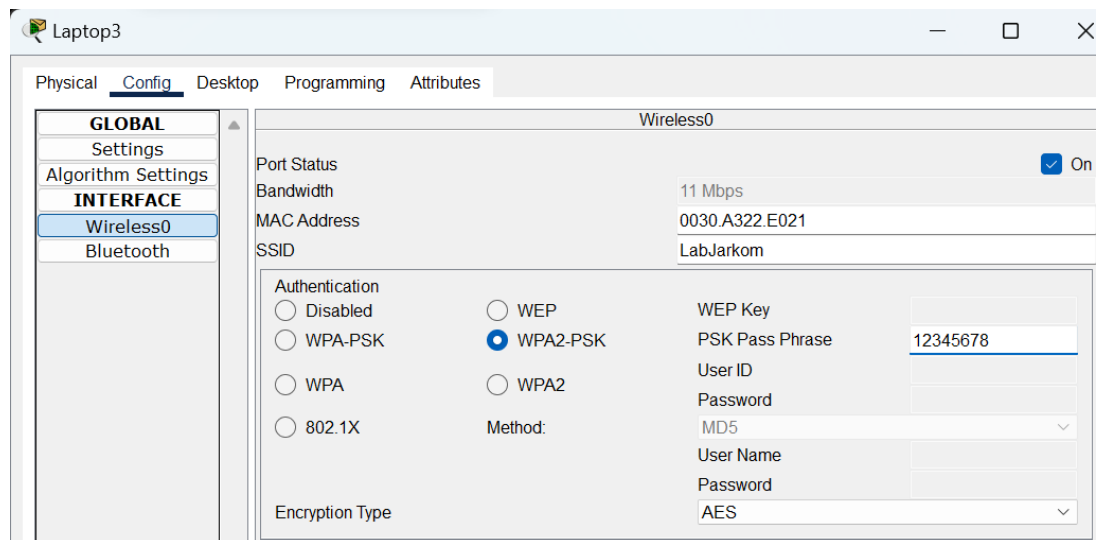 Laptop3
Physical Config Desktop Programming Attributes
GLOBAL
Settings
Algorithm Settings
INTERFACE
Wireless0
Bluetooth
Wireless0
Port Status On
Bandwidth 11 Mbps
MAC Address 0030.A322.E021
SSID LabJarkom
Authentication
Disabled WEP WEP Key
WPA-PSK WPA2-PSK PSK Pass Phrase 12345678
User ID
WPA WPA2
Password
802.1X Method: MD5
User Name
Password
Encryption Type AES